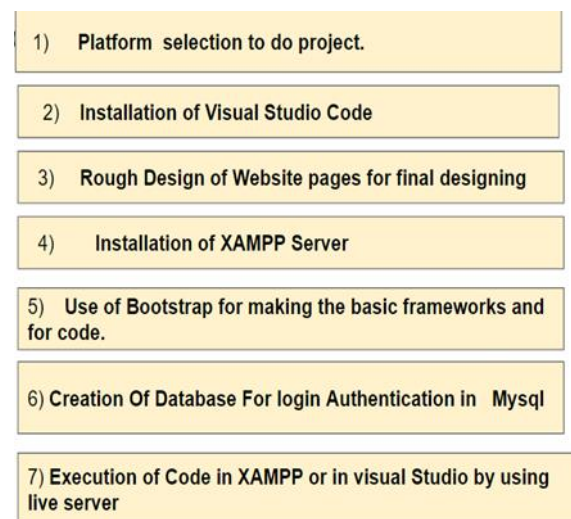 1) Platform selection to do project.
2) Installation of Visual Studio Code
3) Rough Design of Website pages for final designing
4) Installation of XAMPP Server
5) Use of Bootstrap for making the basic frameworks and
for code.
6) Creation Of Database For login Authentication in Mysql
7) Execution of Code in XAMPP or in visual Studio by using
live server